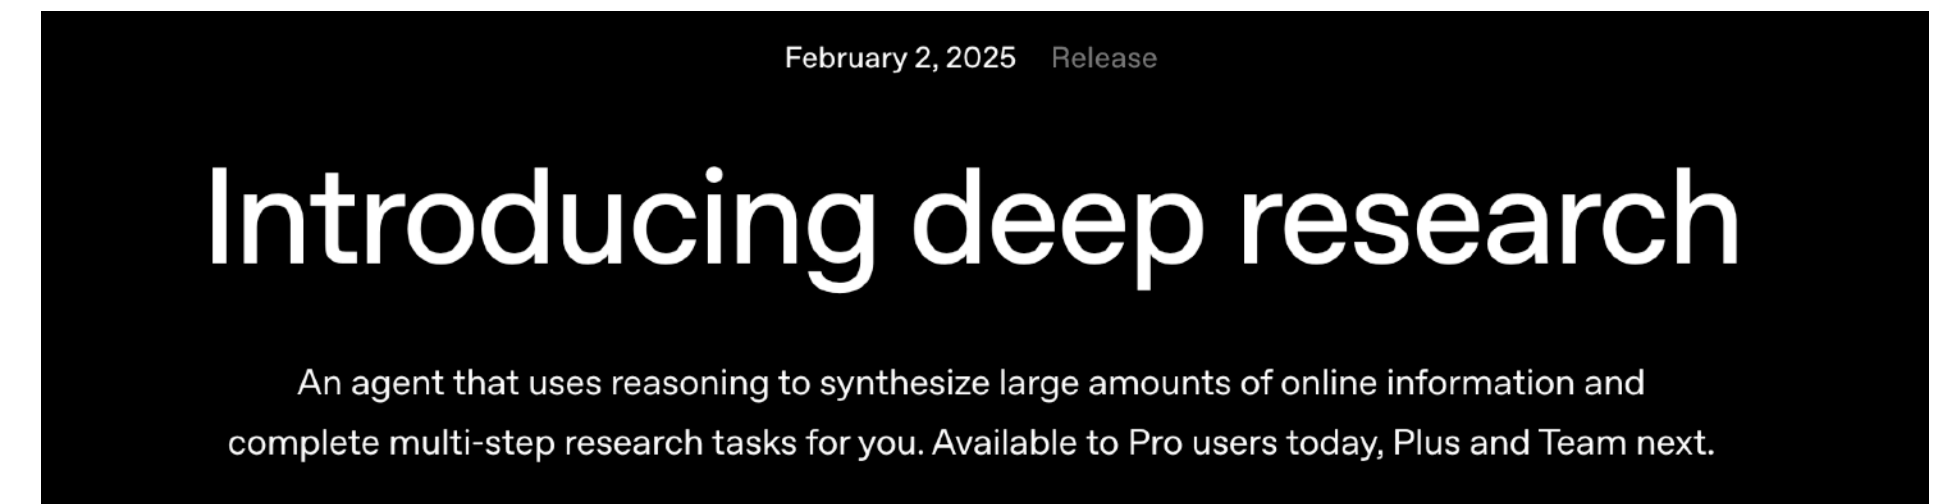 February 2, 2025 Release
Introducing deep research
An agent that uses reasoning to synthesize large amounts of online information and
complete multi-step research tasks for you. Available to Pro users today, Plus and Team next.